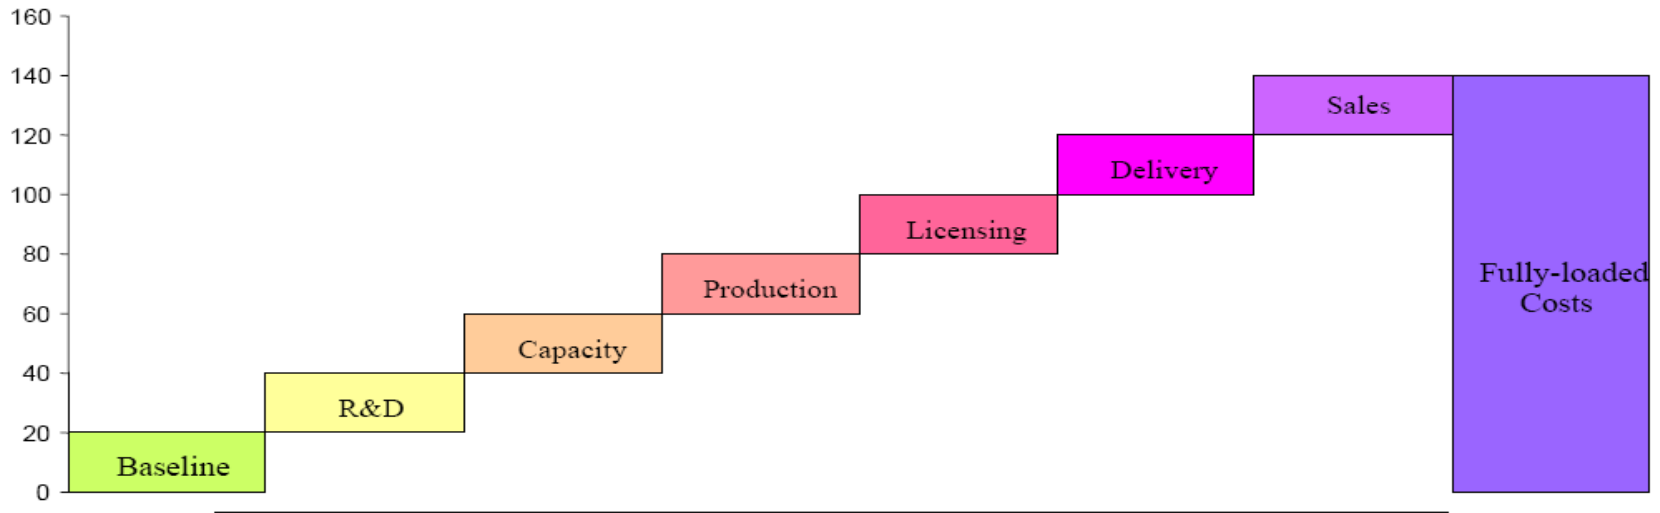 160
140
120
100
80
60
40
20
0
Baseline
R&D
Capacity
Production
Licensing
Delivery
Sales
Fully-loaded
Costs